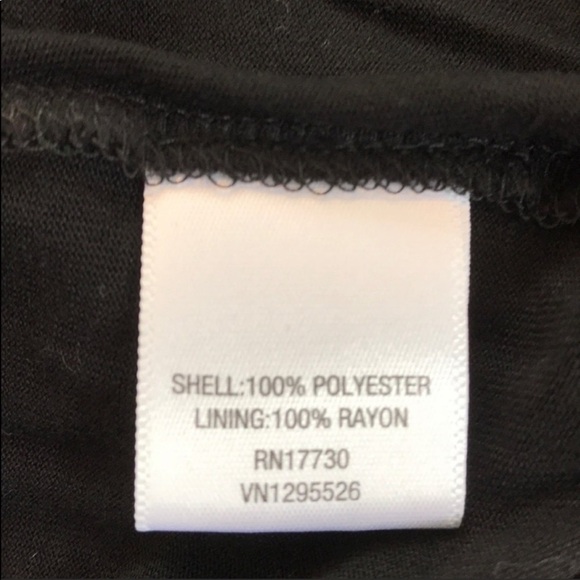 SHELL:100% POLYESTER
LINING:100% RAYON
RN17730
VN1295526